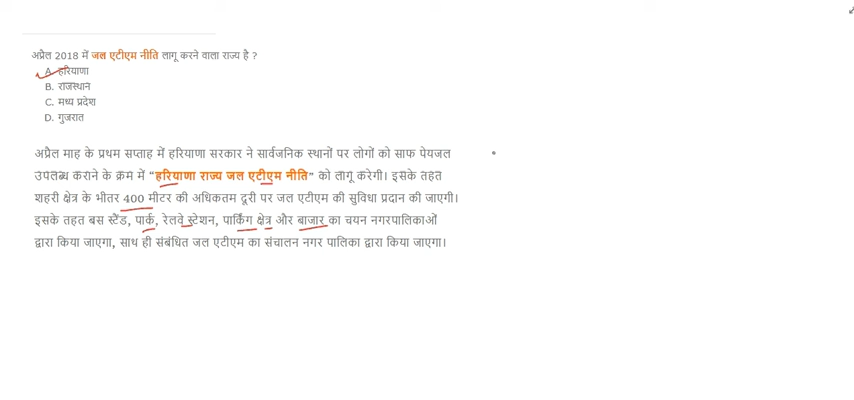 अप्रैल 2018 में जल एटीएम नीति लागू करने वाला राज्य है ?
A. हरियाणा
B. राजस्थान
C. मध्य प्रदेश
D. गुजरात
अप्रैल माह के प्रथम सप्ताह में हरियाणा सरकार ने सार्वजनिक स्थानों पर लोगों को साफ पेयजल
उपलब्ध कराने के क्रम में “हरियाणा राज्य जल एटीएम नीति” को लागू करेगी। इसके तहत
शहरी क्षेत्र के भीतर 400 मीटर की अधिकतम दूरी पर जल एटीएम की सुविधा प्रदान की जाएगी।
इसके तहत बस स्टैंड, पार्क, रेलवे स्टेशन, पार्किंग क्षेत्र और बाजार का चयन नगरपालिकाओं
द्वारा किया जाएगा, साथ ही संबंधित जल एटीएम का संचालन नगर पालिका द्वारा किया जाएगा।